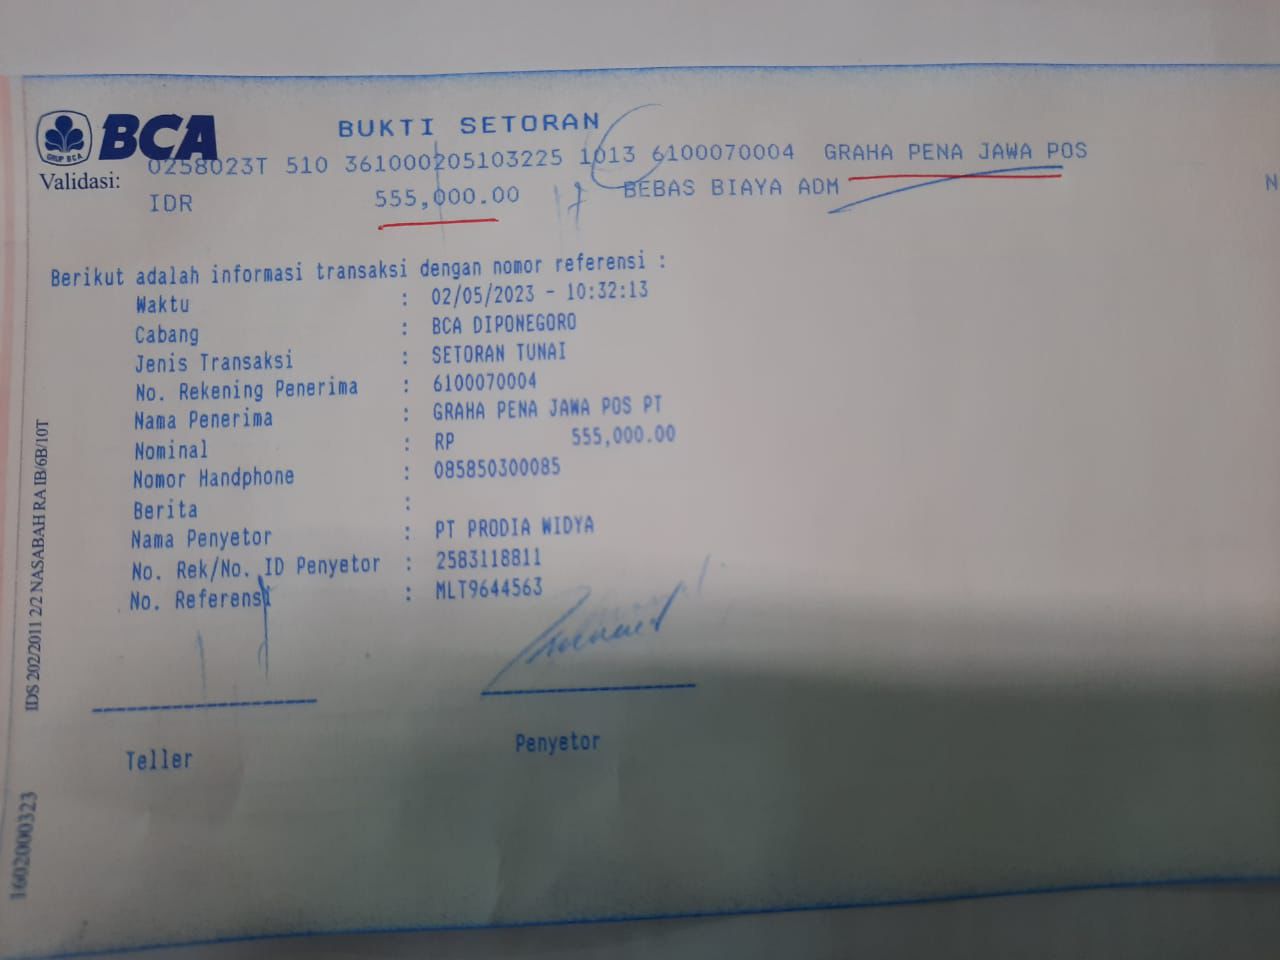 BCA
GRUP BCA
BUKTI SETORAN
Validasi:
0258023T 510 361000205103225 1013 6100070004 GRAHA PENA JAWA POS
IDR 555,000.00 BEBAS BIAYA ADM N
Berikut adalah informasi transaksi dengan nomor referensi :
Waktu : 02/05/2023 - 10:32:13
Cabang : BCA DIPONEGORO
Jenis Transaksi : SETORAN TUNAI
No. Rekening Penerima : 6100070004
Nama Penerima : GRAHA PENA JAWA POS PT
Nominal : RP 555,000.00
Nomor Handphone : 085850300085
Berita :
Nama Penyetor : PT PRODIA WIDYA
No. Rek/No. ID Penyetor : 2583118811
No. Referensi : MLT9644563
Teller
Penyetor
IDS 202/2011 2/2 NASABAH RA IB/6B/10T
1602000323